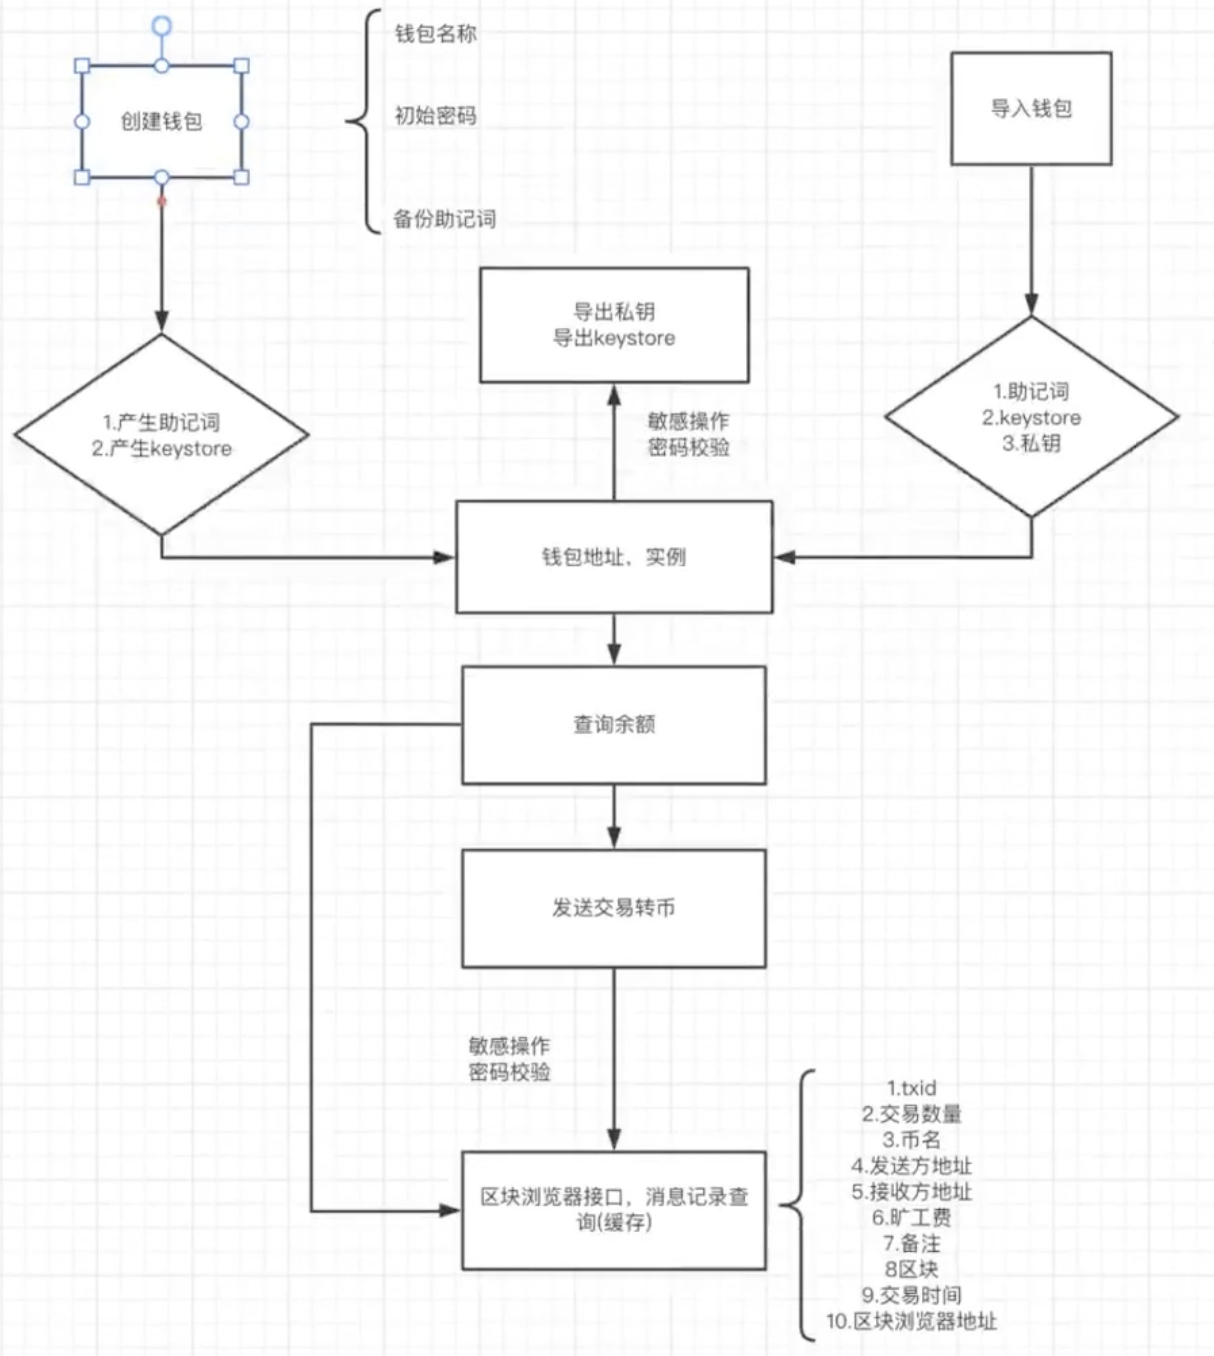 钱包名称
创建钱包
初始密码
备份助记词
导入钱包
导出私钥
导出keystore
敏感操作
密码校验
1.产生助记词
2.产生keystore
1.助记词
2.keystore
3.私钥
钱包地址，实例
查询余额
发送交易转币
敏感操作
密码校验
区块浏览器接口，消息记录查
询(缓存)
1.txid
2.交易数量
3.币名
4.发送方地址
5.接收方地址
6.旷工费
7.备注
8区块
9.交易时间
10.区块浏览器地址